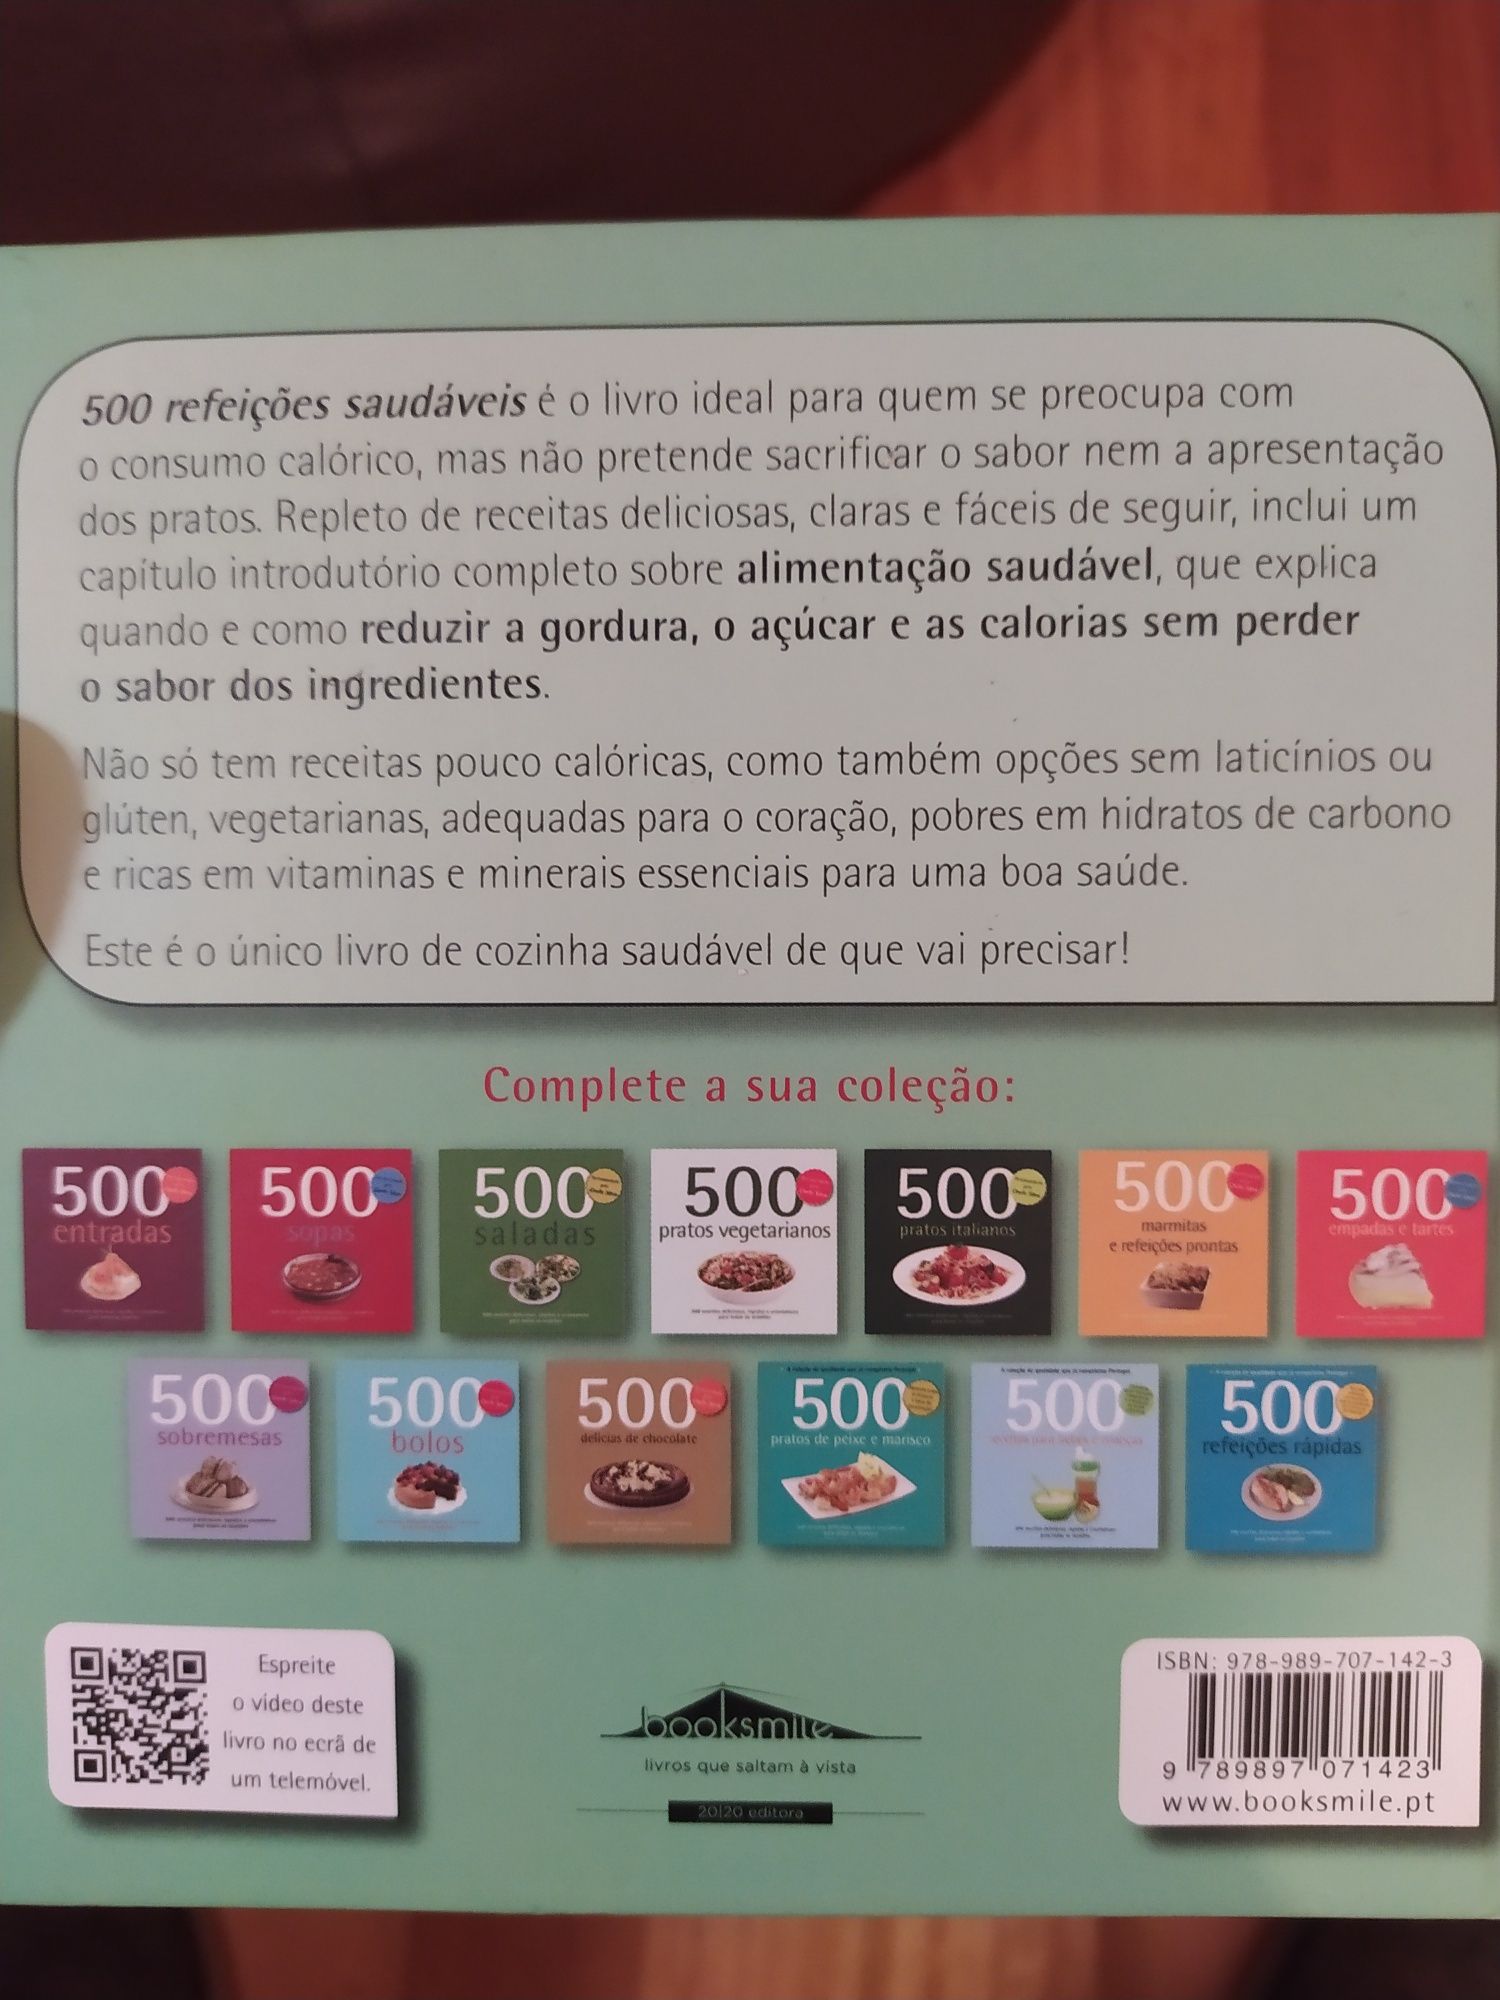 500 refeições saudáveis é o livro ideal para quem se preocupa com
o consumo calórico, mas não pretende sacrificar o sabor nem a apresentação
dos pratos. Repleto de receitas deliciosas, claras e fáceis de seguir, inclui um
capítulo introdutório completo sobre alimentação saudável, que explica
quando e como reduzir a gordura, o açúcar e as calorias sem perder
o sabor dos ingredientes.
Não só tem receitas pouco calóricas, como também opções sem laticínios ou
glúten, vegetarianas, adequadas para o coração, pobres em hidratos de carbono
e ricas em vitaminas e minerais essenciais para uma boa saúde.
Este é o único livro de cozinha saudável de que vai precisar!
Complete a sua coleção:
500
entradas
500
sopas
500
saladas
500
pratos vegetarianos
500
pratos italianos
500
marmitas
e refeições prontas
500
empadas e tartes
500
sobremesas
500
bolos
500
delícias de chocolate
500
pratos de peixe e marisco
500
500
refeições rápidas
Espreite
o vídeo deste
livro no ecrã de
um telemóvel.
booksmile
livros que saltam à vista
20|20 editora
ISBN: 978-989-707-142-3
9 789897 071423
www.booksmile.pt